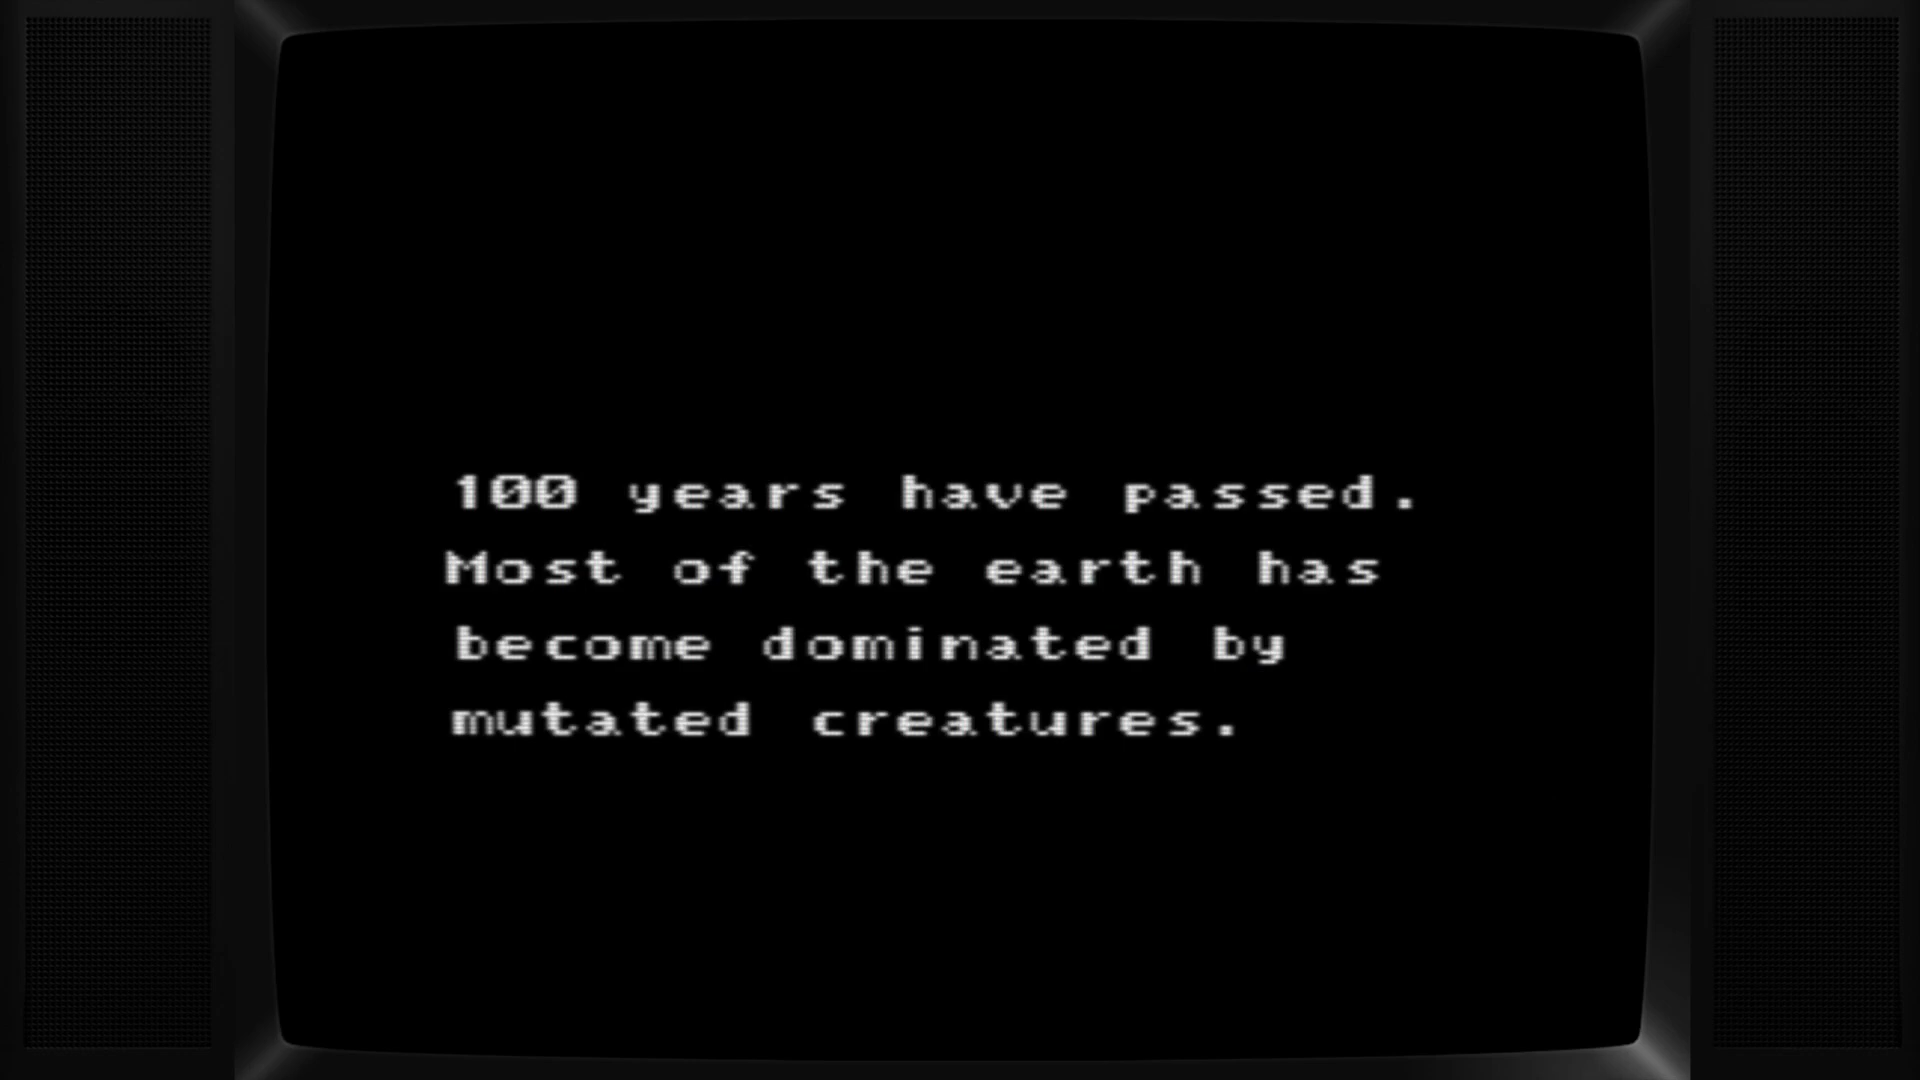 100 years have passed.
Most of the earth has
become dominated by
mutated creatures.